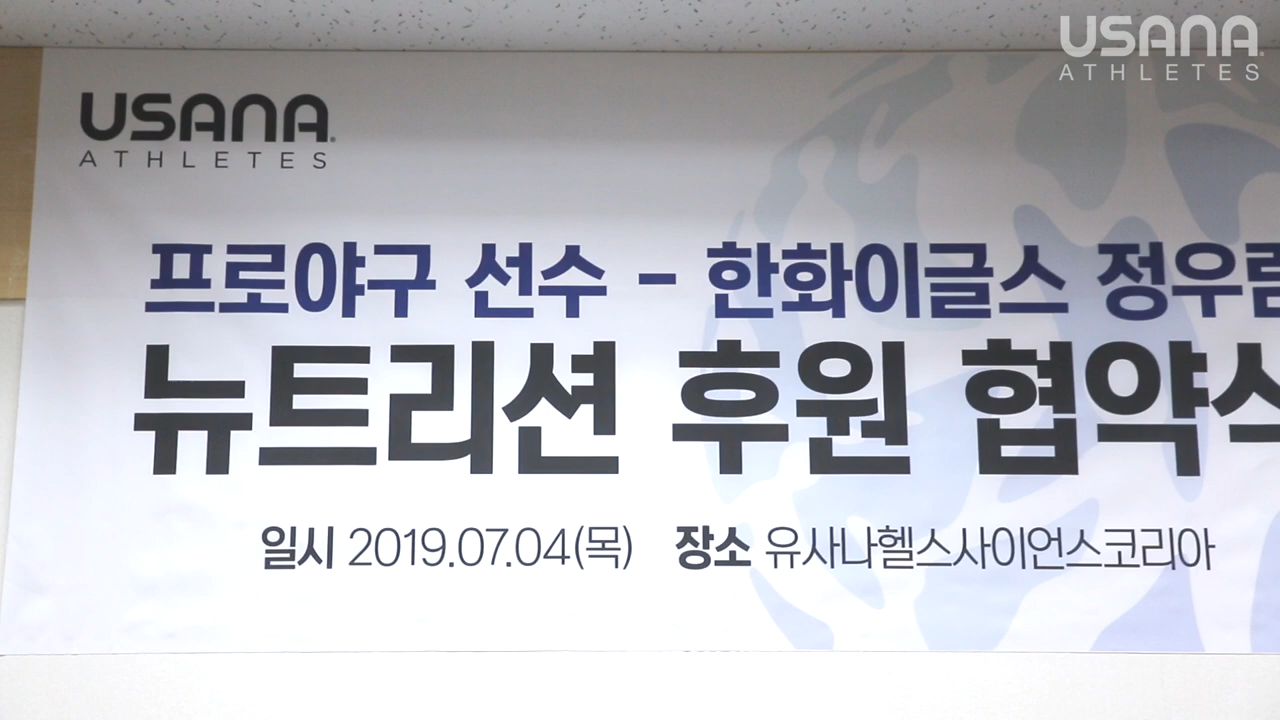 USANA
ATHLETES
USANA
ATHLETES
프로야구 선수 - 한화이글스 정우람
뉴트리션 후원 협약식
일시 2019.07.04(목) 장소 유사나헬스사이언스코리아